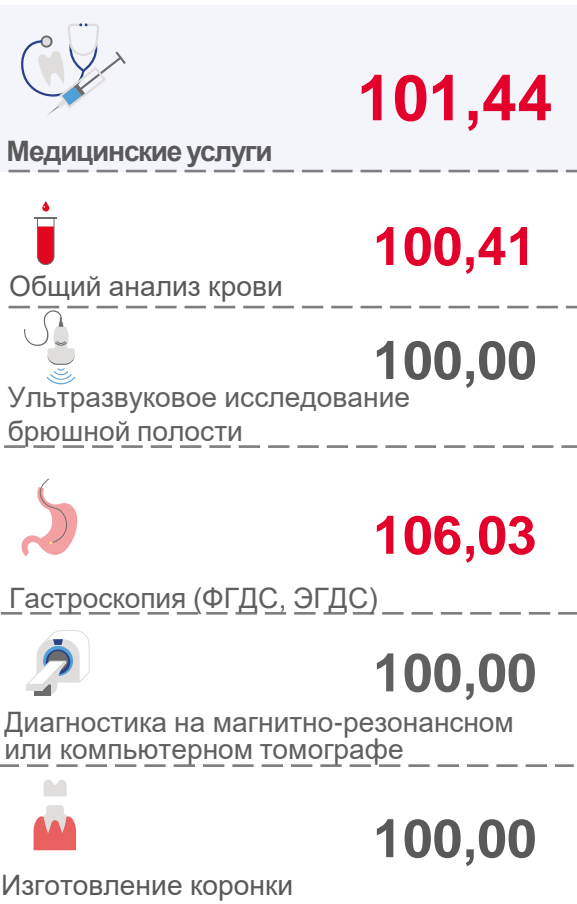 101,44
Медицинские услуги
100,41
Общий анализ крови
100,00
Ультразвуковое исследование
брюшной полости
106,03
Гастроскопия (ФГДС, ЭГДС)
100,00
Диагностика на магнитно-резонансном
или компьютерном томографе
100,00
Изготовление коронки